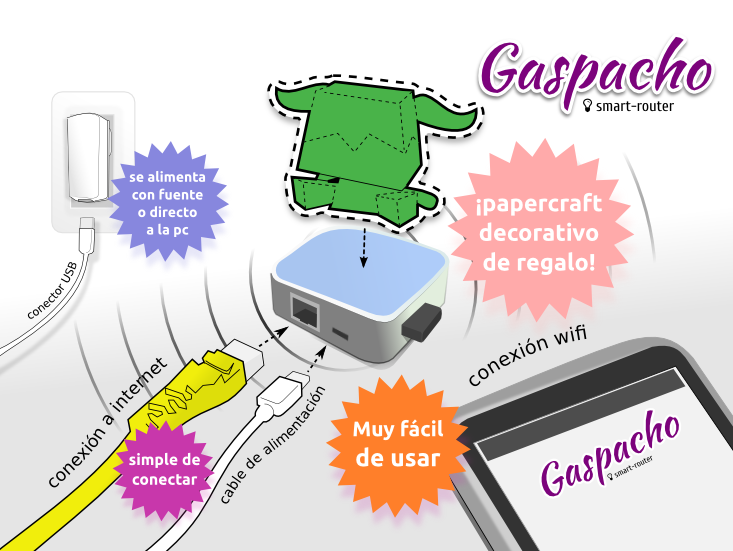 Gaspacho
smart-router
se alimenta
con fuente
o directo
a la pc
¡papercraft
decorativo
de regalo!
conector USB
conexión wifi
conexión a internet
cable de alimentación
Muy fácil
de usar
simple de
conectar
Gaspacho
smart-router